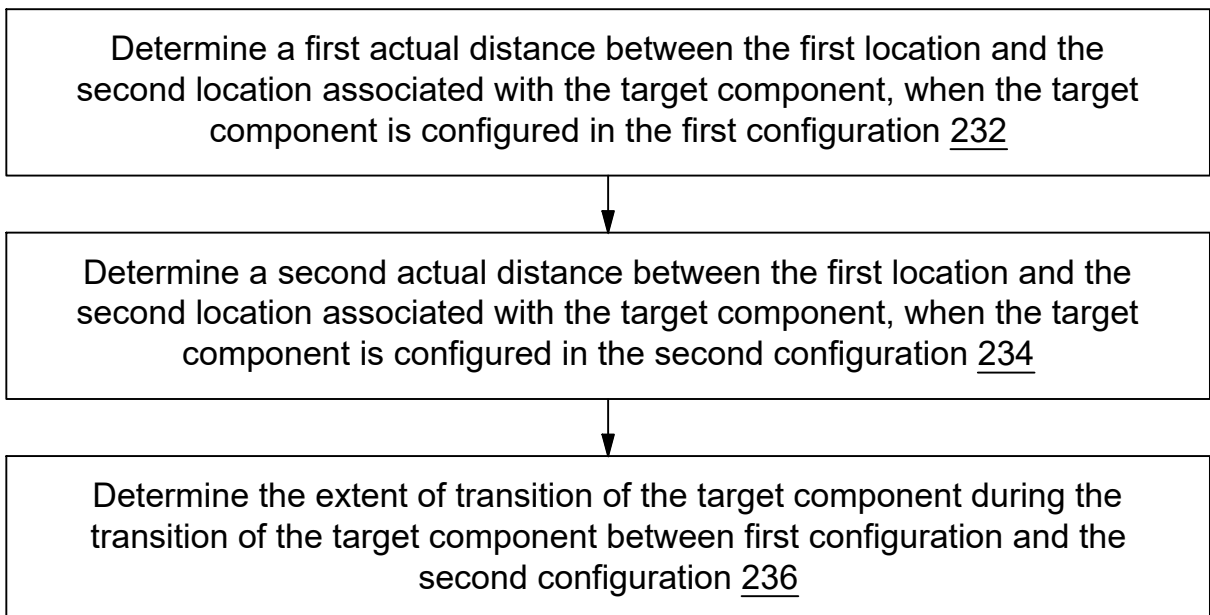 Determine a first actual distance between the first location and the
second location associated with the target component, when the target
component is configured in the first configuration 232
Determine a second actual distance between the first location and the
second location associated with the target component, when the target
component is configured in the second configuration 234
Determine the extent of transition of the target component during the
transition of the target component between first configuration and the
second configuration 236